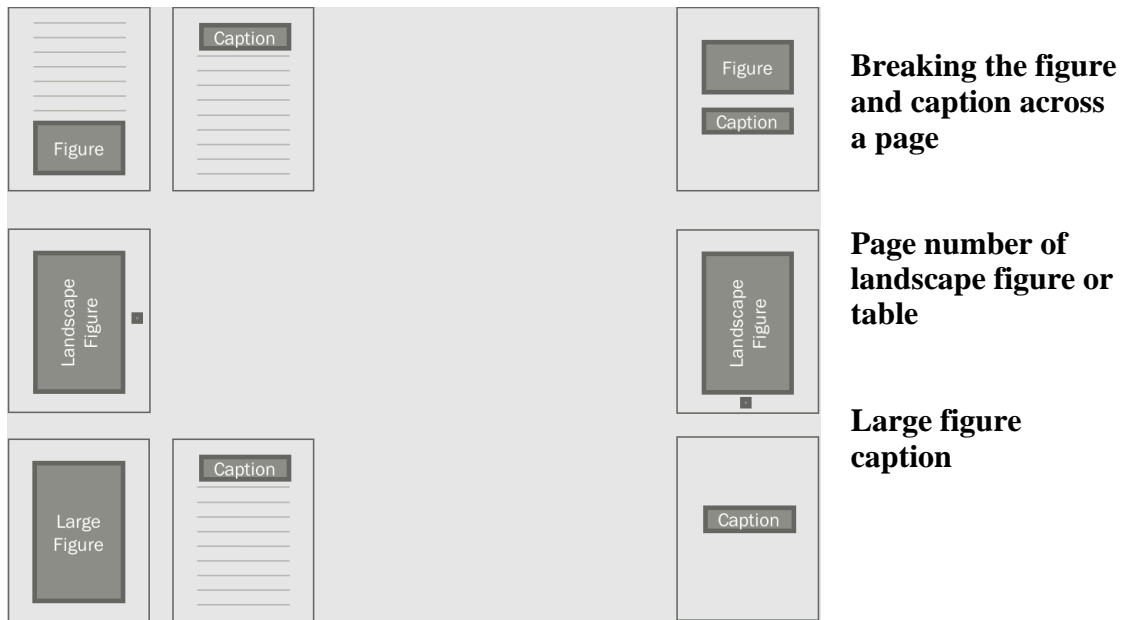 Caption
Figure
Figure
Caption
Breaking the figure
and caption across
a page
Landscape
Figure
Landscape
Figure
Page number of
landscape figure or
table
Large
Figure
Caption
Caption
Large figure
caption